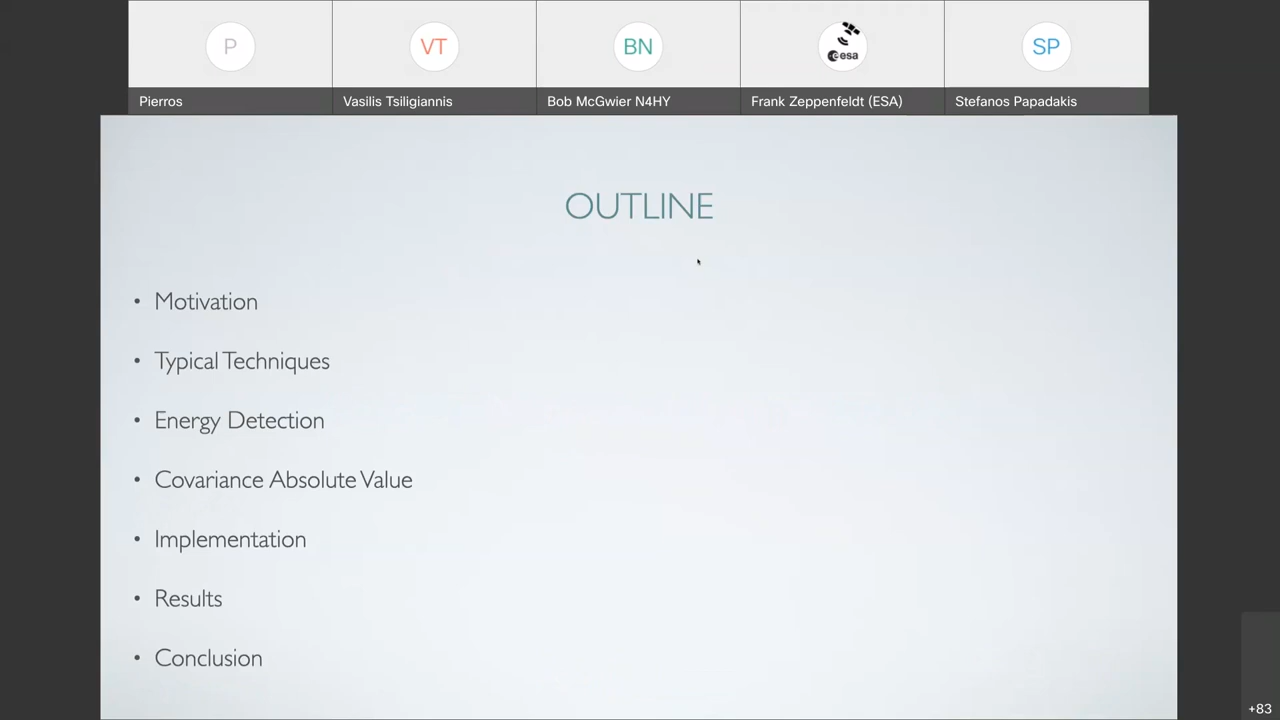 P
VT
BN
esa
SP
Pierros
Vasilis Tsiligiannis
Bob McGwier N4HY
Frank Zeppenfeldt (ESA)
Stefanos Papadakis
OUTLINE
• Motivation
• Typical Techniques
• Energy Detection
• Covariance Absolute Value
• Implementation
• Results
• Conclusion
+83